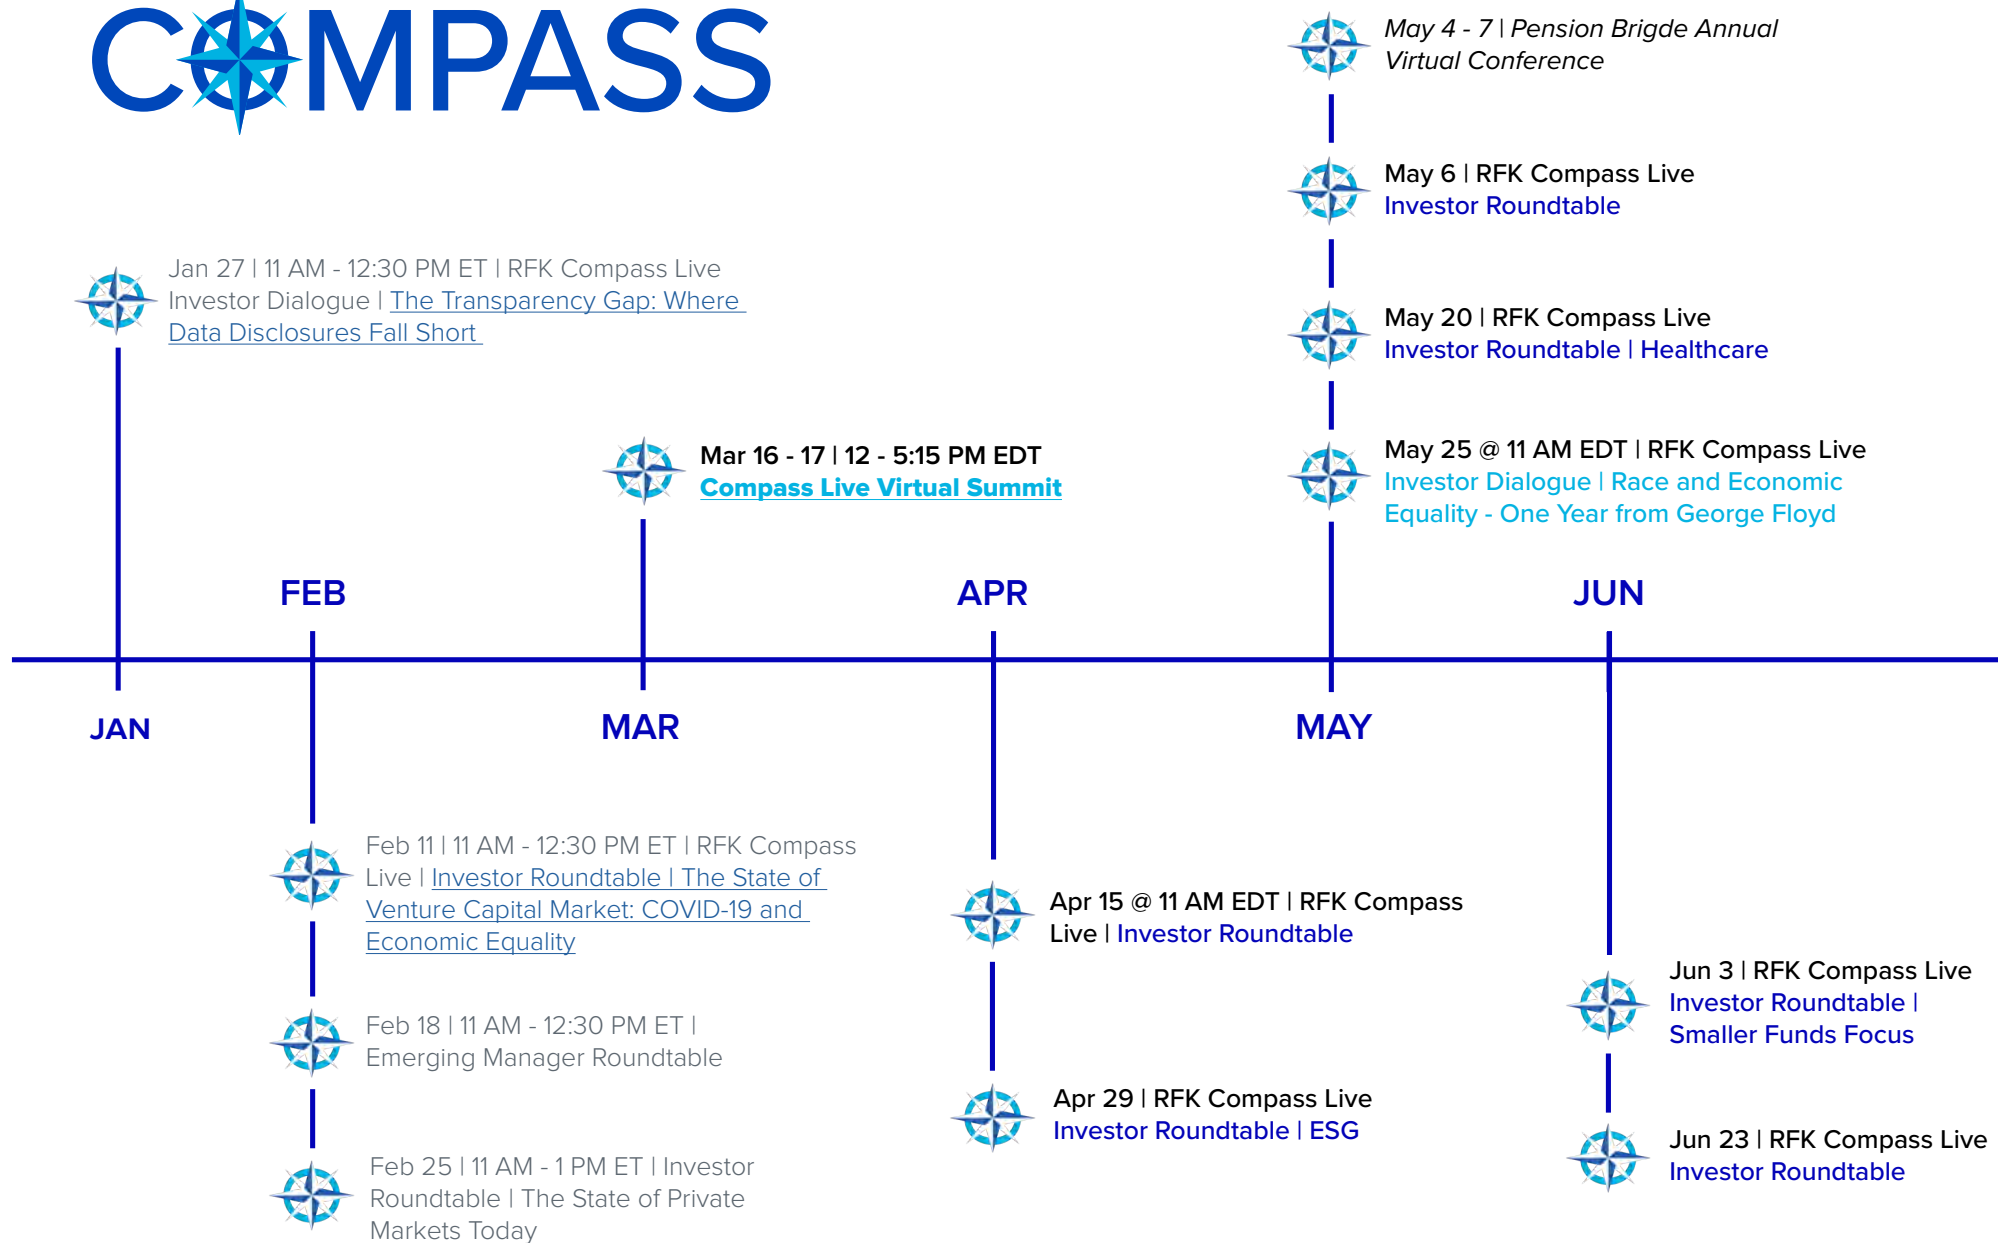 COMPASS
Jan 27 | 11 AM - 12:30 PM ET | RFK Compass Live
Investor Dialogue | The Transparency Gap: Where
Data Disclosures Fall Short
JAN
FEB
Feb 11 | 11 AM - 12:30 PM ET | RFK Compass
Live | Investor Roundtable | The State of
Venture Capital Market: COVID-19 and
Economic Equality
Feb 18 | 11 AM - 12:30 PM ET |
Emerging Manager Roundtable
Feb 25 | 11 AM - 1 PM ET | Investor
Roundtable | The State of Private
Markets Today
Mar 16 - 17 | 12 - 5:15 PM EDT
Compass Live Virtual Summit
MAR
APR
Apr 15 @ 11 AM EDT | RFK Compass
Live | Investor Roundtable
Apr 29 | RFK Compass Live
Investor Roundtable | ESG
May 4 - 7 | Pension Brigde Annual
Virtual Conference
May 6 | RFK Compass Live
Investor Roundtable
May 20 | RFK Compass Live
Investor Roundtable | Healthcare
May 25 @ 11 AM EDT | RFK Compass Live
Investor Dialogue | Race and Economic
Equality - One Year from George Floyd
MAY
JUN
Jun 3 | RFK Compass Live
Investor Roundtable |
Smaller Funds Focus
Jun 23 | RFK Compass Live
Investor Roundtable